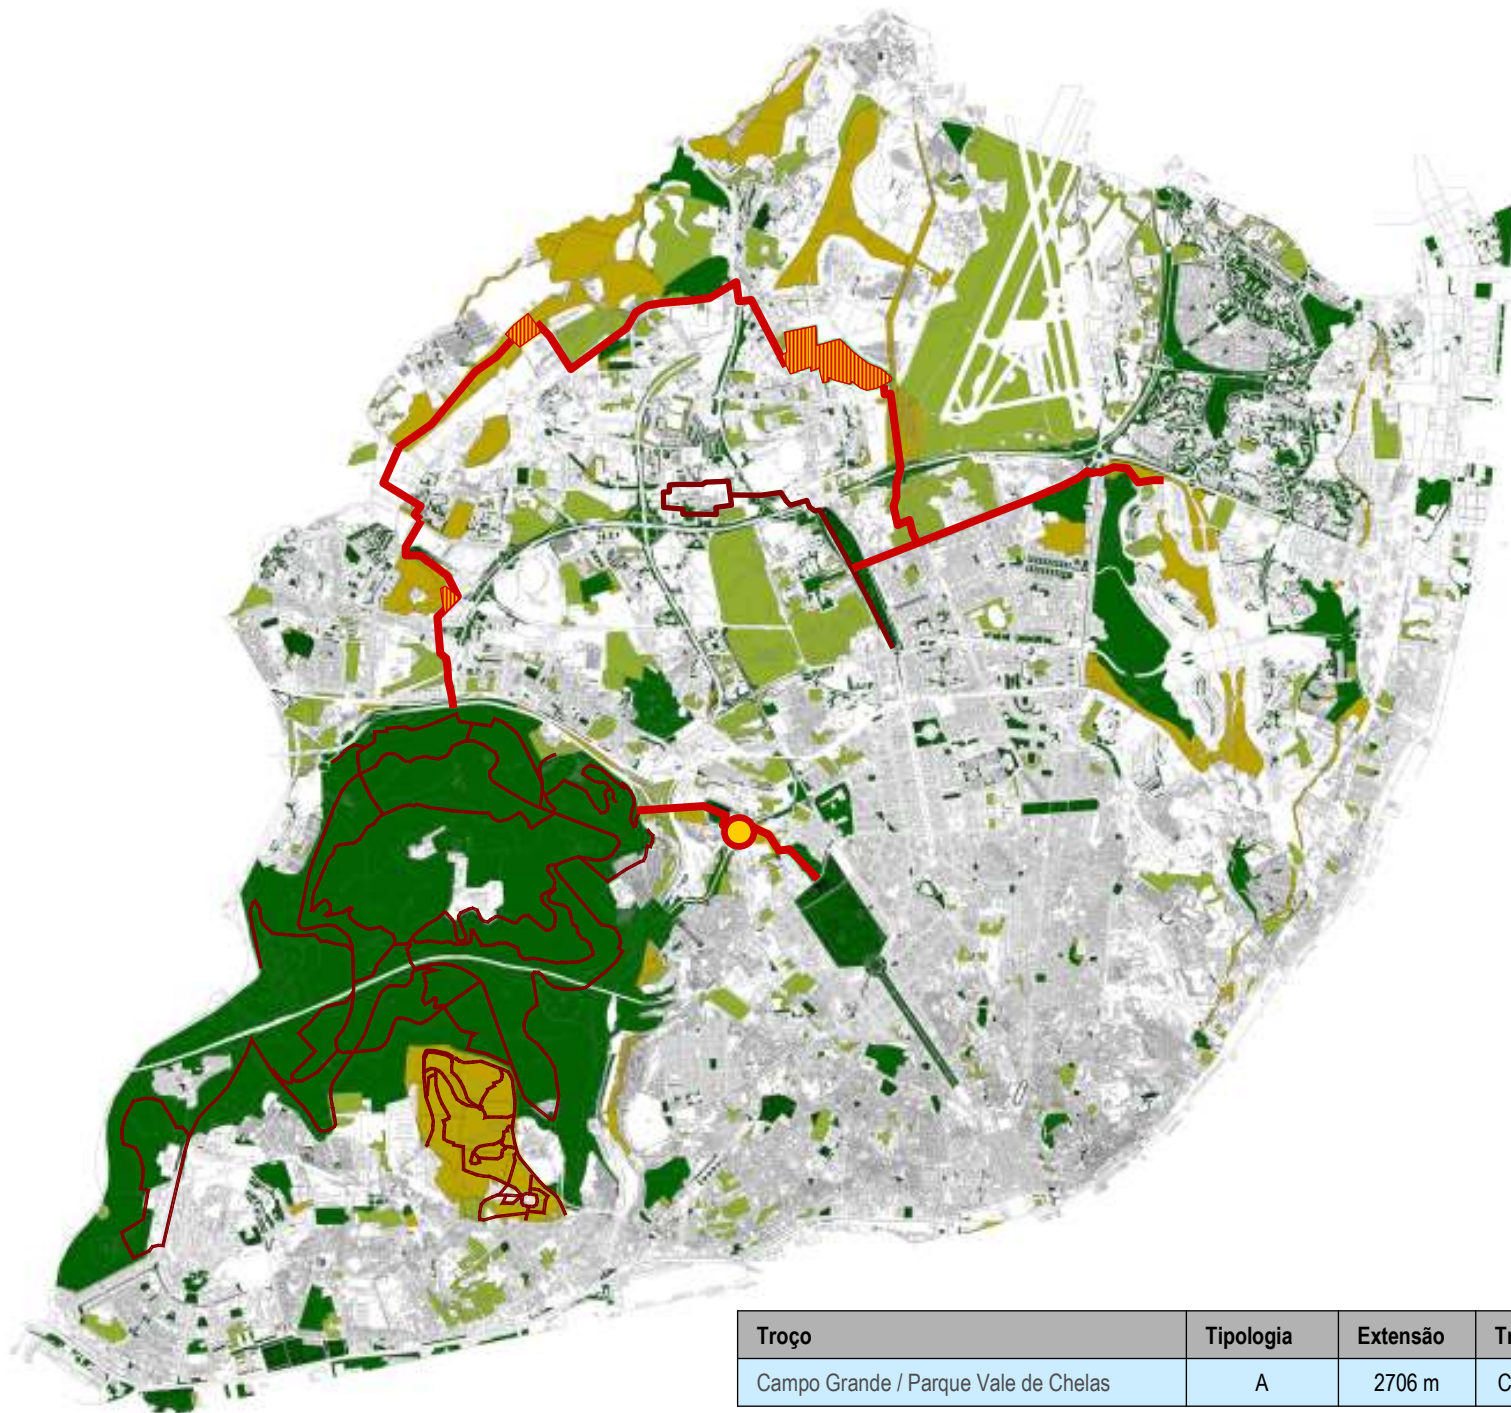 Troço Tipologia Extensão
Campo Grande / Parque Vale de Chelas A 2706 m